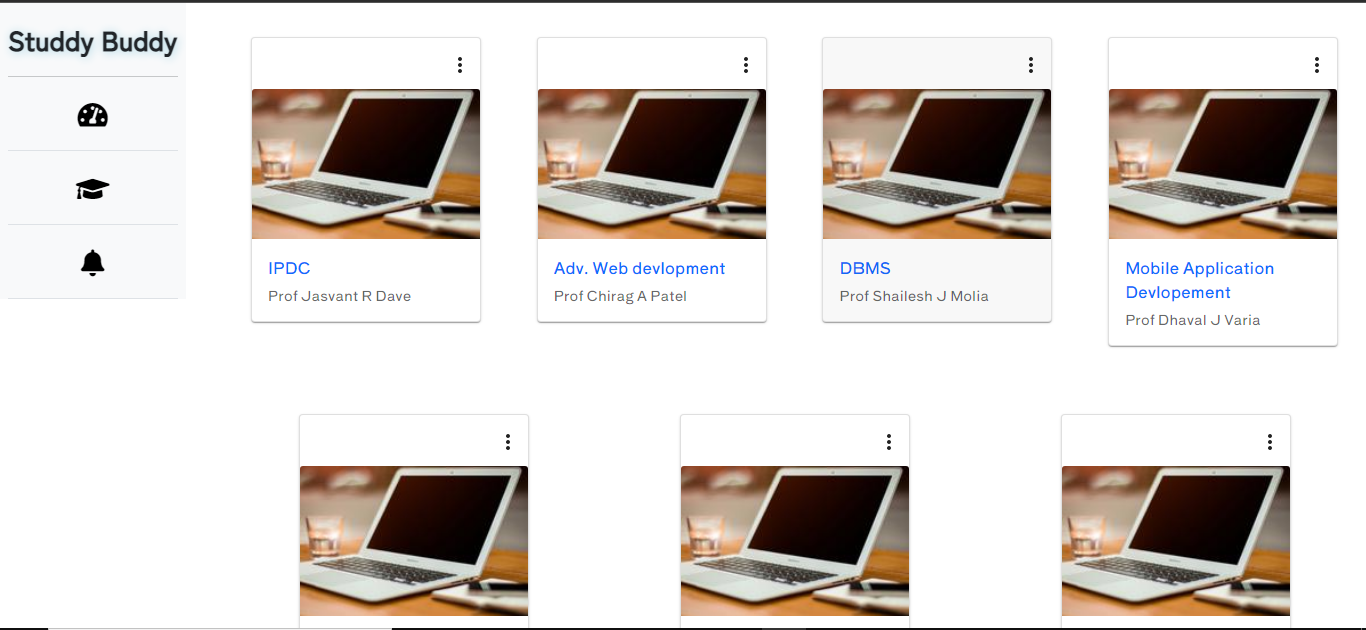 Studdy Buddy
IPDC
Prof Jasvant R Dave
Adv. Web devlopment
Prof Chirag A Patel
DBMS
Prof Shailesh J Molia
Mobile Application
Devlopement
Prof Dhaval J Varia